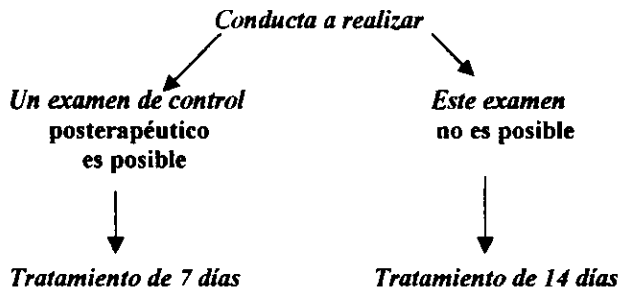 Conducta a realizar
Un examen de control
posterapéutico
es posible
Este examen
no es posible
Tratamiento de 7 días
Tratamiento de 14 días